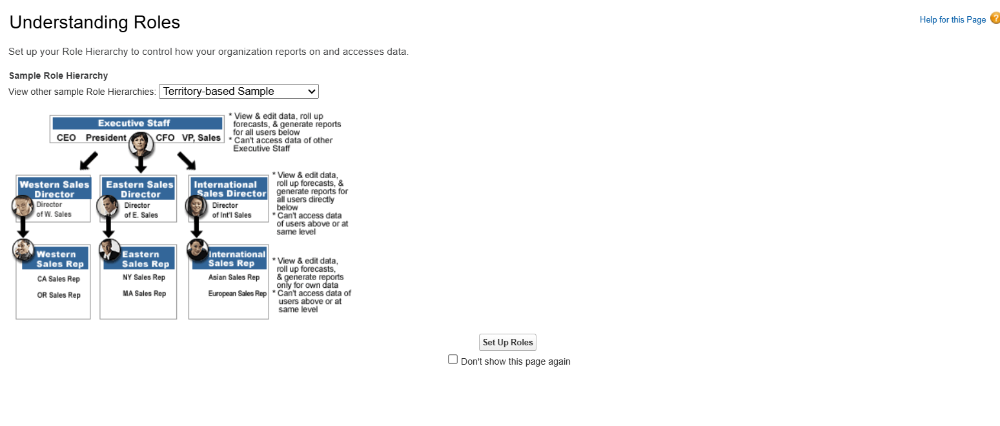 Understanding Roles
Help for this Page
?
Set up your Role Hierarchy to control how your organization reports on and accesses data.
Sample Role Hierarchy
View other sample Role Hierarchies: Territory-based Sample
Executive Staff
CEO President CFO VP, Sales
* View & edit data, roll up
forecasts, & generate reports
for all users below
* Can't access data of other
Executive Staff
Western Sales
Director
Director
of W. Sales
Eastern Sales
Director
Director
of E. Sales
International
Sales Director
Director
of Int'l Sales
* View & edit data,
roll up forecasts, &
generate reports for
all users directly
below
* Can't access data
of users above or at
same level
Western
Sales Rep
CA Sales Rep
OR Sales Rep
Eastern
Sales Rep
NY Sales Rep
MA Sales Rep
International
Sales Rep
Asian Sales Rep
European Sales Rep
* View & edit data,
roll up forecasts,
& generate reports
only for own data
* Can't access data of
users above or at
same level
Set Up Roles
Don't show this page again